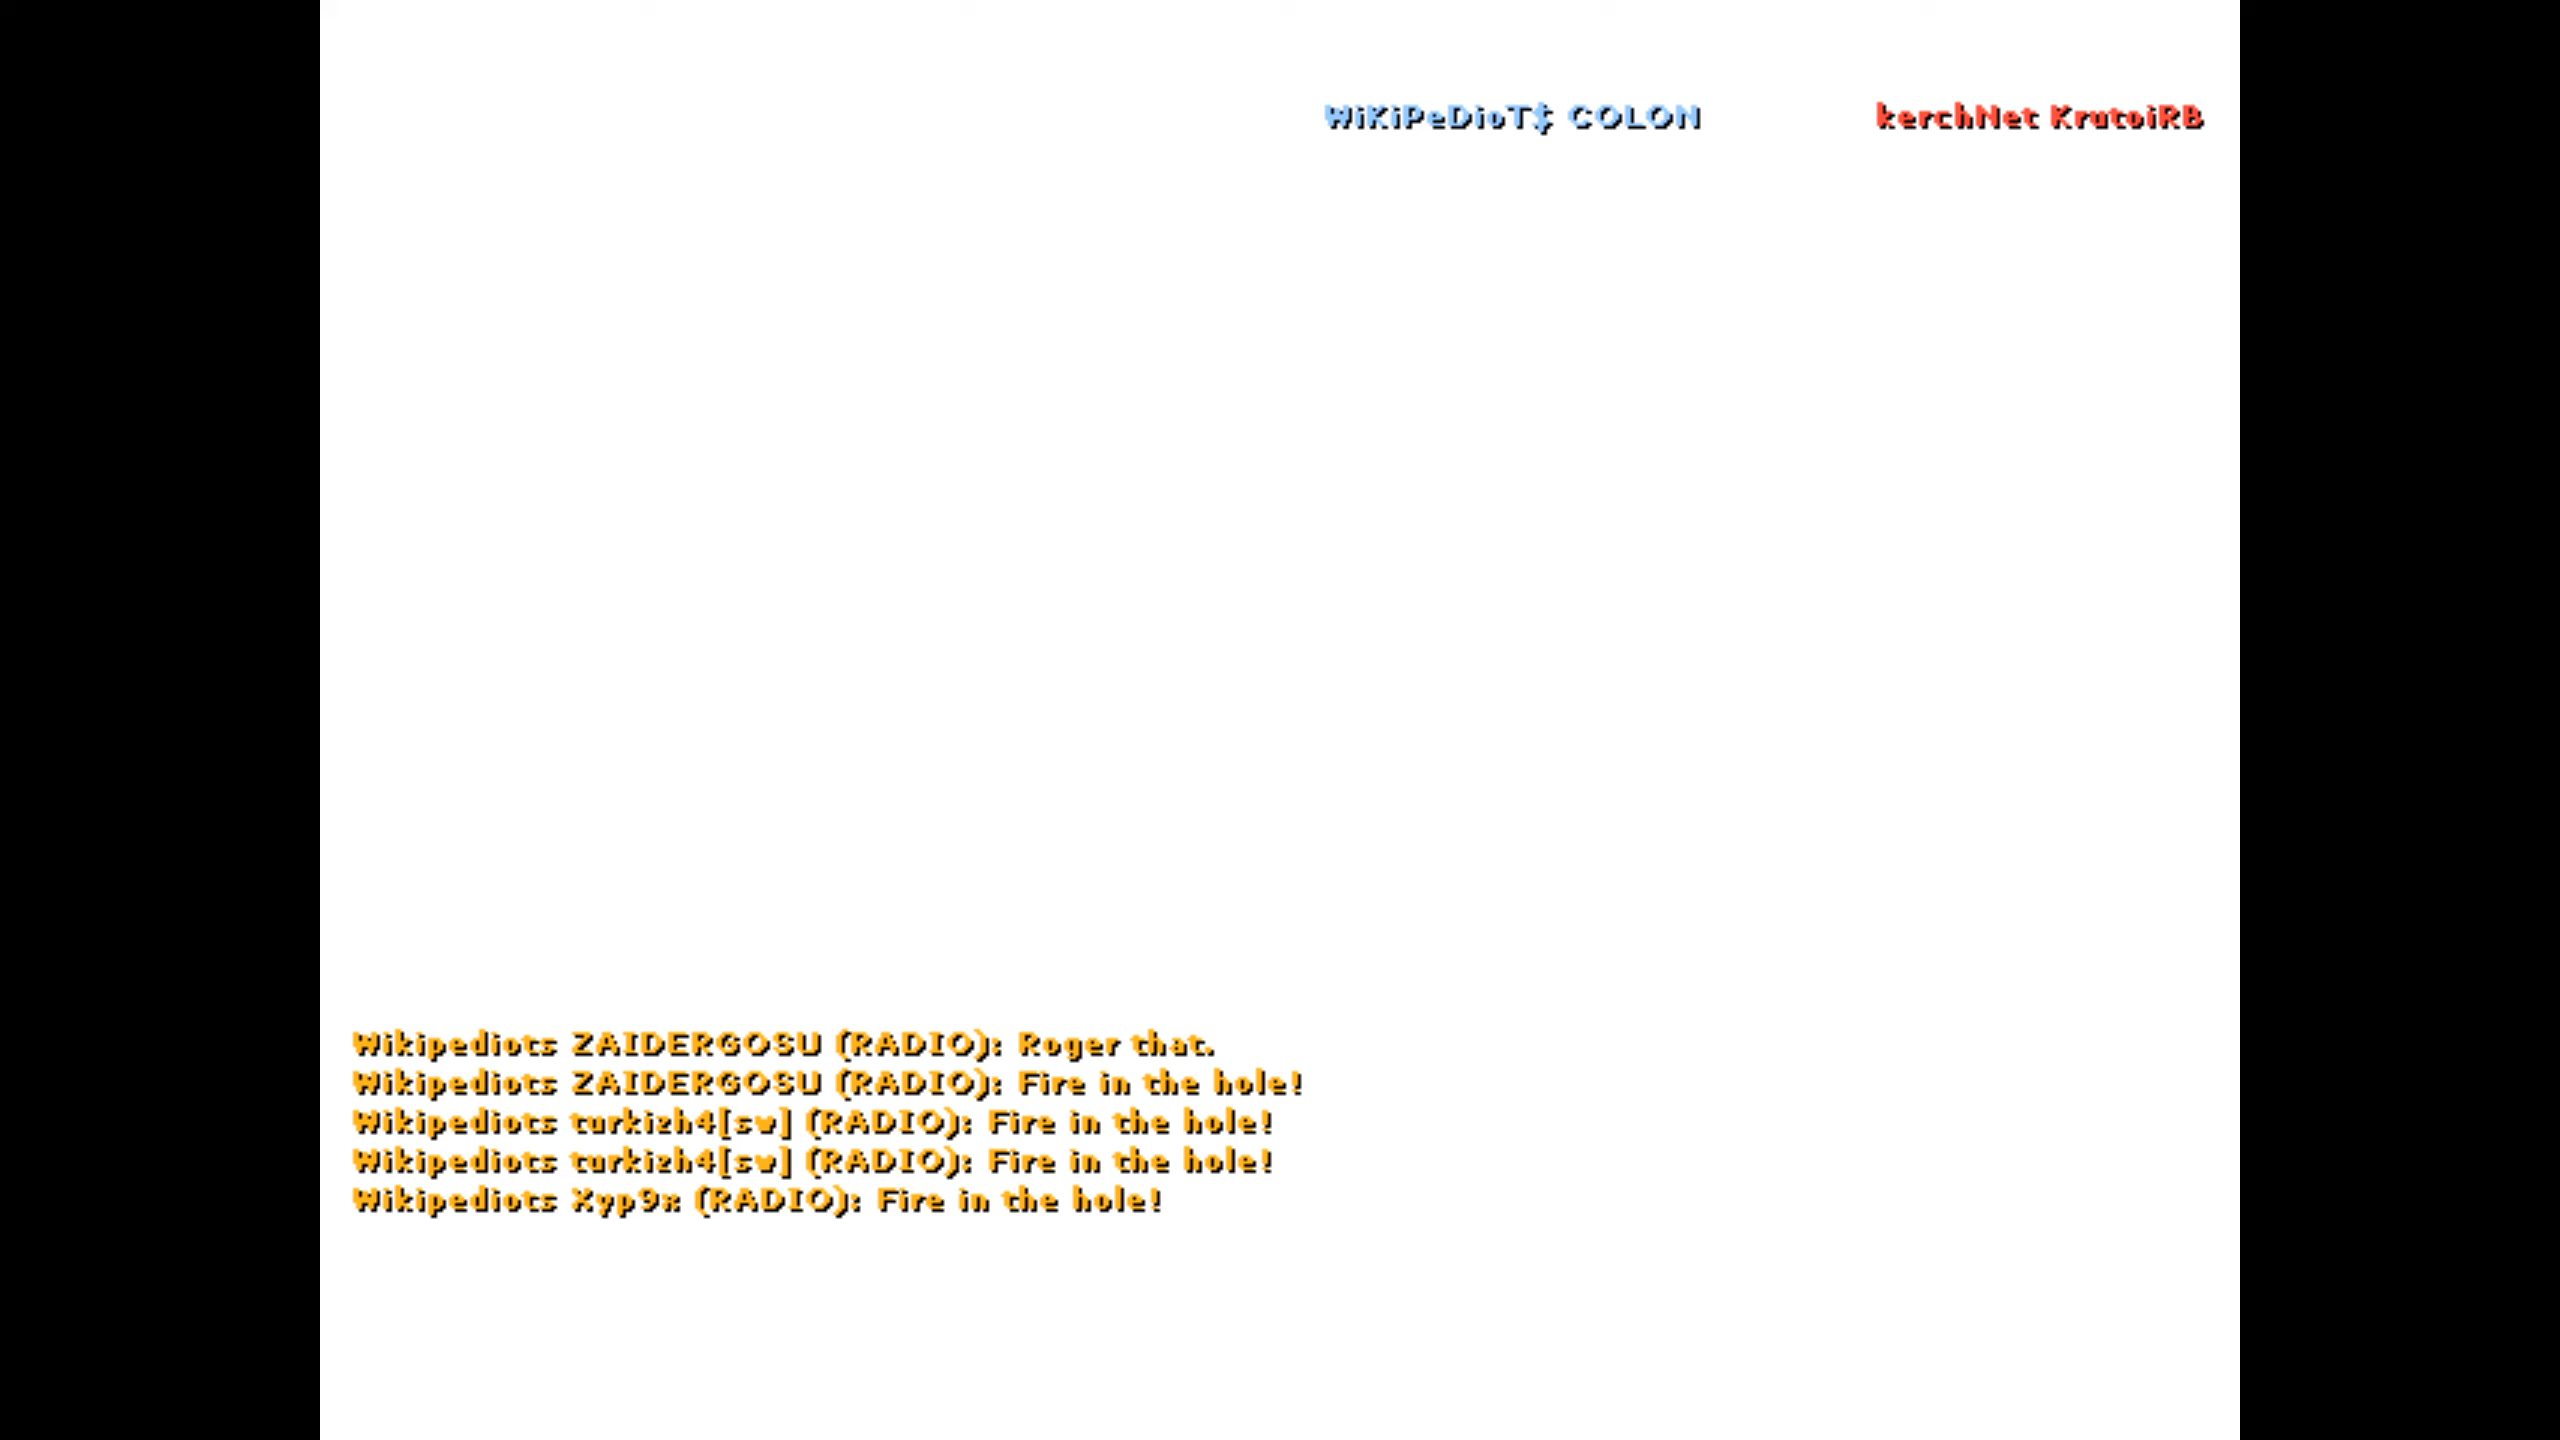 WiKiPeDioT$ COLON kerchNet KrutoiRB
Wikipediots ZAIDERGOSU (RADIO): Roger that.
Wikipediots ZAIDERGOSU (RADIO): Fire in the hole!
Wikipediots turkizh4[sw] (RADIO): Fire in the hole!
Wikipediots turkizh4[sw] (RADIO): Fire in the hole!
Wikipediots Xyp9x (RADIO): Fire in the hole!